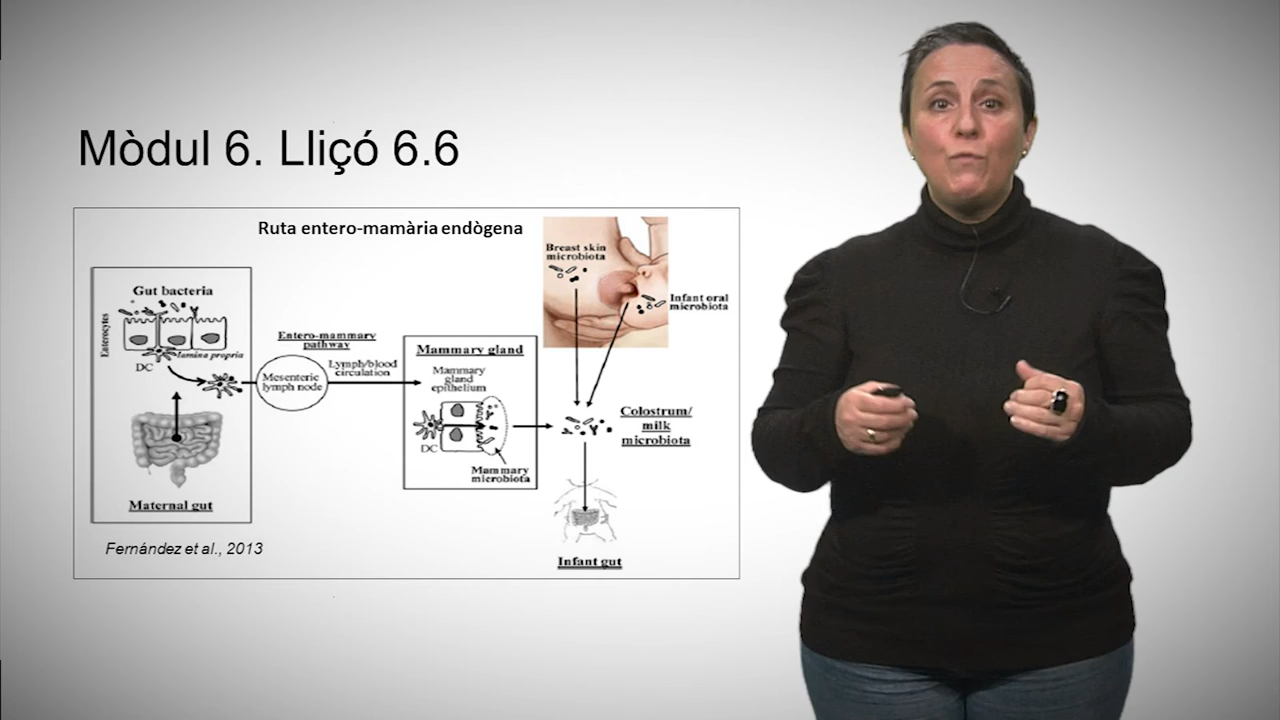 Mòdul 6. Lliçó 6.6
Ruta entero-mamària endògena
Gut bacteria
Enterocytes
lamina propria
DC
Maternal gut
Entero-mammary
pathway
Mesenteric
lymph node
Lymph/blood
circulation
Mammary gland
Mammary
gland
epithelium
DC
Mammary
microbiota
Breast skin
microbiota
Infant oral
microbiota
Colostrum/
milk
microbiota
Infant gut
Fernández et al., 2013